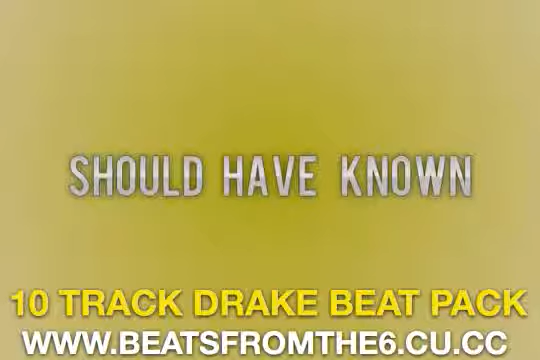 SHOULD HAVE KNOWN
10 TRACK DRAKE BEAT PACK
WWW.BEATSFROMTHE6.CU.CC